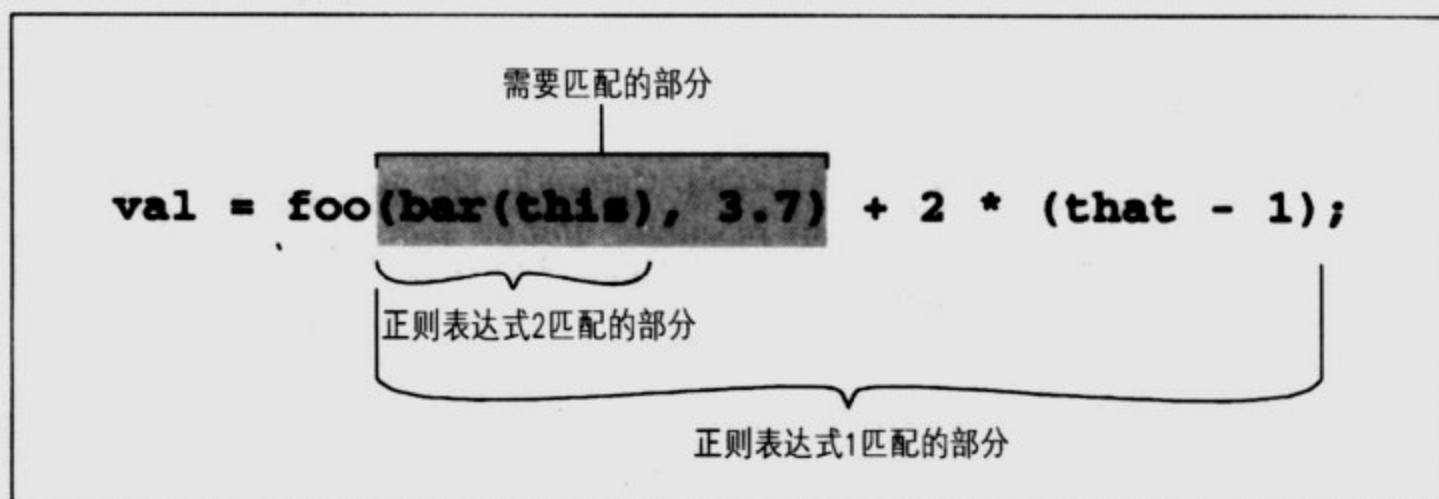 需要匹配的部分
val = foo(bar(this), 3.7) + 2 * (that - 1);
正则表达式2匹配的部分
正则表达式1匹配的部分